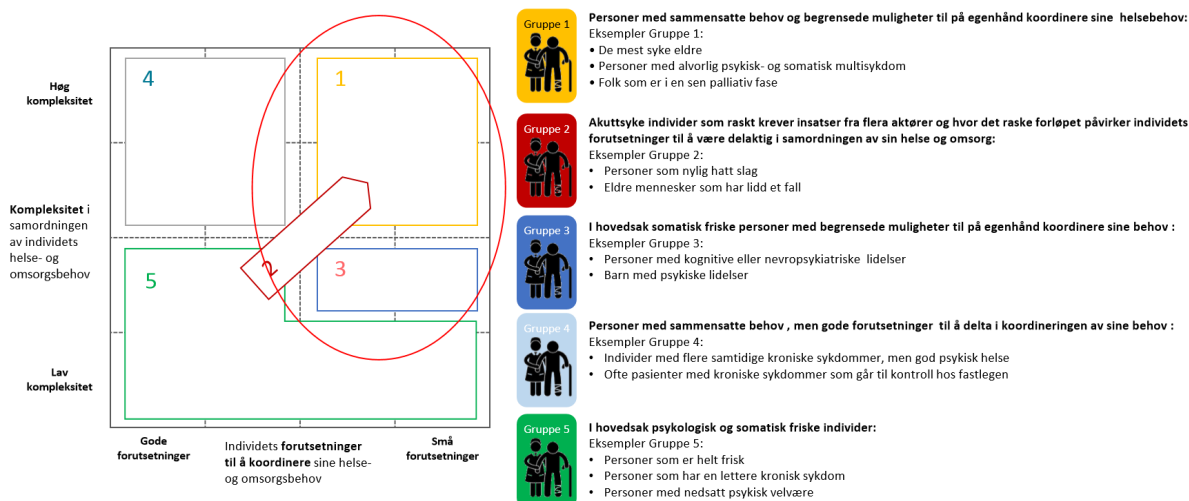 Høg
kompleksitet
Kompleksitet i
samordningen
av individets
helse- og
omsorgsbehov
Lav
kompleksitet
4
1
2
3
5
Gode
forutsetninger
Individets forutsetninger
til å koordinere sine helse-
og omsorgsbehov
Små
forutsetninger
Gruppe 1
Personer med sammensatte behov og begrensede muligheter til på egenhånd koordinere sine helsebehov:
Eksempler Gruppe 1:
• De mest syke eldre
• Personer med alvorlig psykisk- og somatisk multisykdom
• Folk som er i en sen palliativ fase
Gruppe 2
Akuttsyke individer som raskt krever insatser fra flera aktører og hvor det raske forløpet påvirker individets
forutsetninger til å være delaktig i samordningen av sin helse og omsorg:
Eksempler Gruppe 2:
• Personer som nylig hatt slag
• Eldre mennesker som har lidd et fall
Gruppe 3
I hovedsak somatisk friske personer med begrensede muligheter til på egenhånd koordinere sine behov :
Eksempler Gruppe 3:
• Personer med kognitive eller nevropsykiatriske lidelser
• Barn med psykiske lidelser
Gruppe 4
Personer med sammensatte behov , men gode forutsetninger til å delta i koordineringen av sine behov :
Eksempler Gruppe 4:
• Individer med flere samtidige kroniske sykdommer, men god psykisk helse
• Ofte pasienter med kroniske sykdommer som går til kontroll hos fastlegen
Gruppe 5
I hovedsak psykologisk og somatisk friske individer:
Eksempler Gruppe 5:
• Personer som er helt frisk
• Personer som har en lettere kronisk sykdom
• Personer med nedsatt psykisk velvære